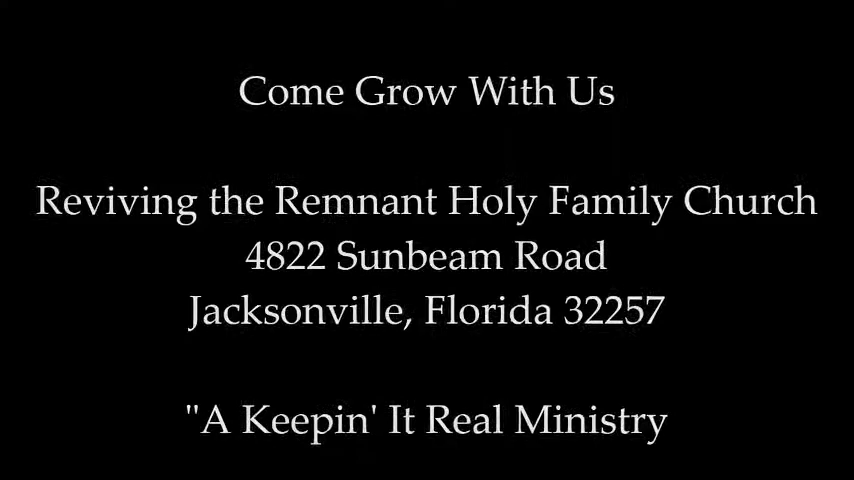 Come Grow With Us
Reviving the Remnant Holy Family Church
4822 Sunbeam Road
Jacksonville, Florida 32257
"A Keepin' It Real Ministry